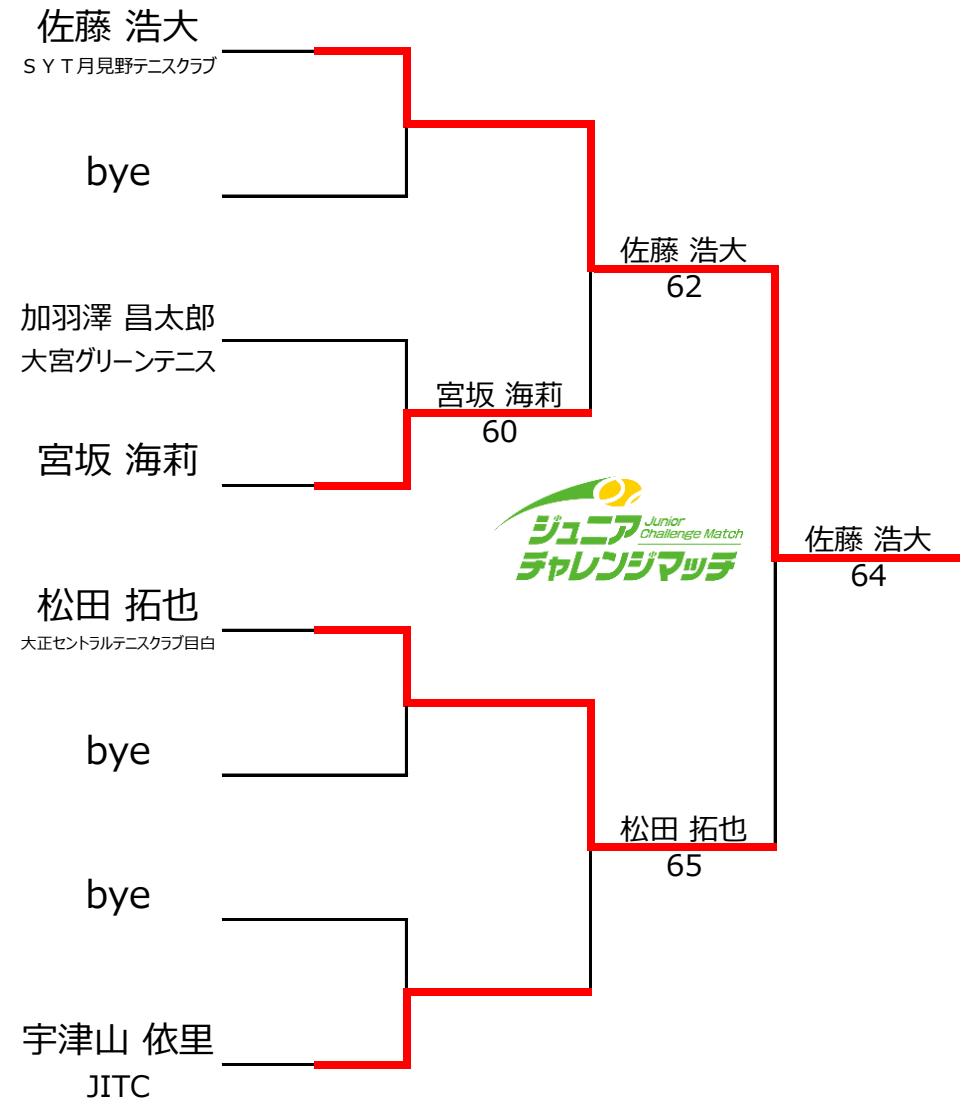 佐藤 浩大
ＳＹＴ月見野テニスクラブ
bye
佐藤 浩大
62
加羽澤 昌太郎
大宮グリーンテニス
宮坂 海莉
60
宮坂 海莉
ジュニア
Junior
Challenge Match
チャレンジマッチ
佐藤 浩大
64
松田 拓也
大正セントラルテニスクラブ目白
bye
松田 拓也
65
bye
宇津山 依里
JITC